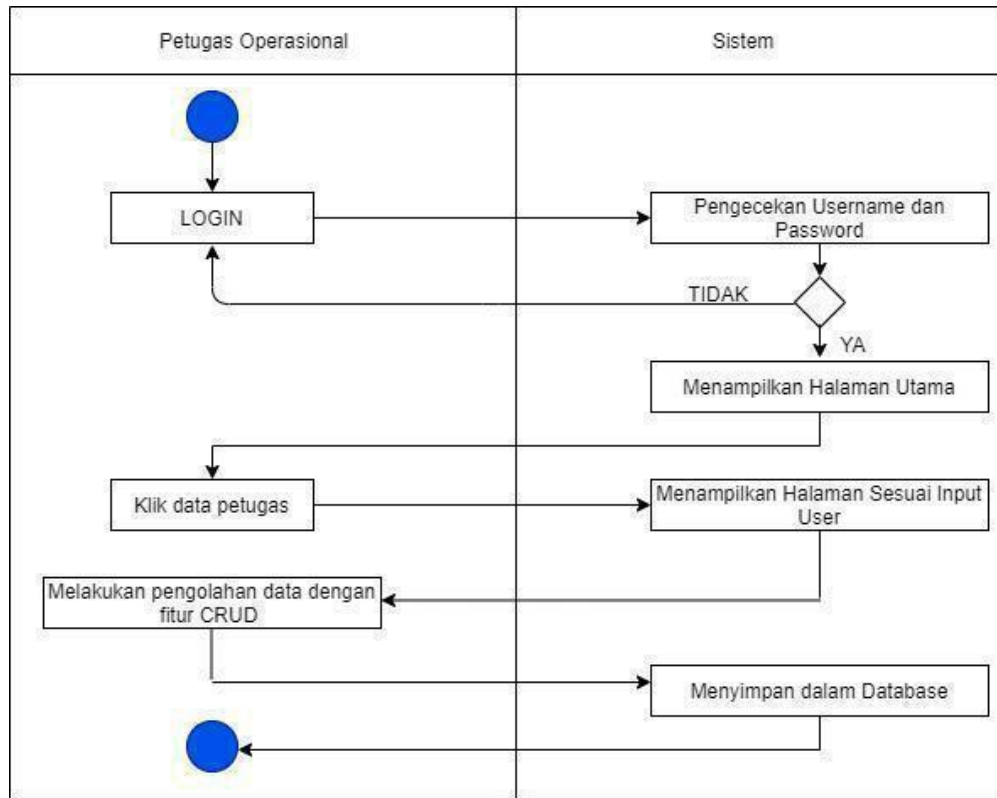 Petugas Operasional
Sistem
LOGIN
Pengecekan Username dan
Password
TIDAK
YA
Menampilkan Halaman Utama
Klik data petugas
Menampilkan Halaman Sesuai Input
User
Melakukan pengolahan data dengan
fitur CRUD
Menyimpan dalam Database